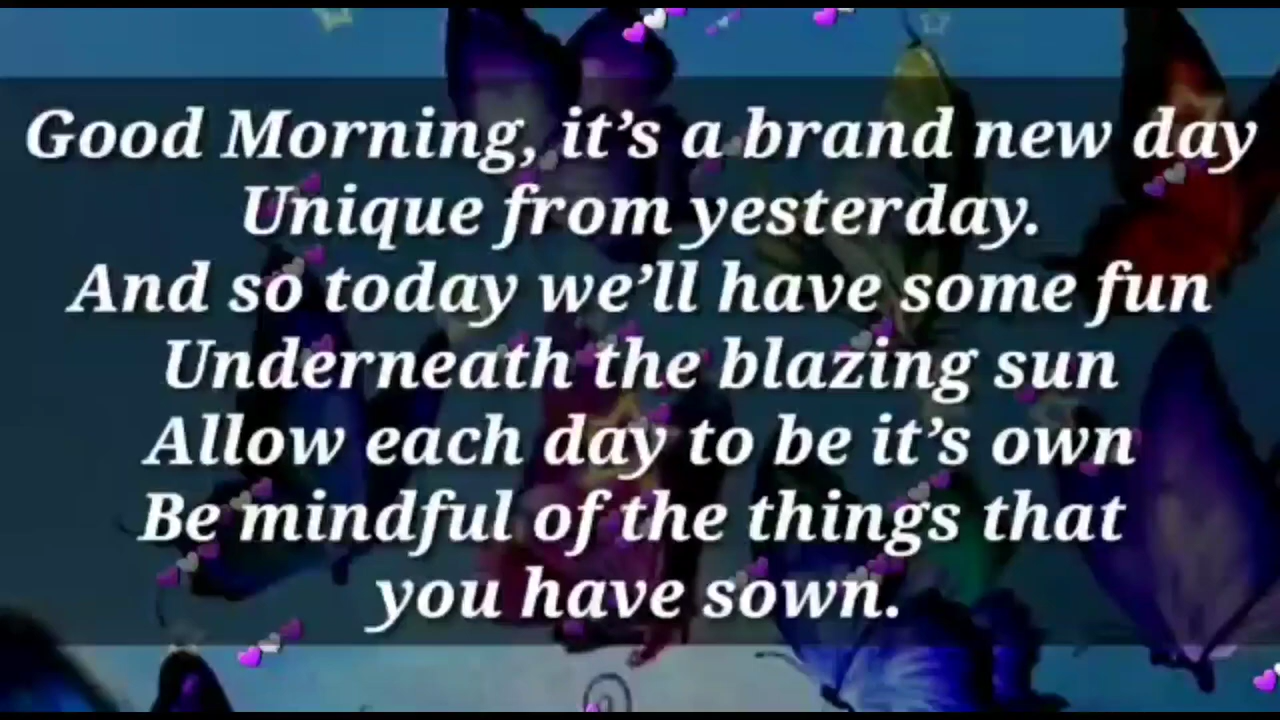 Good Morning, it’s a brand new day
Unique from yesterday.
And so today we’ll have some fun
Underneath the blazing sun
Allow each day to be it’s own
Be mindful of the things that
you have sown.